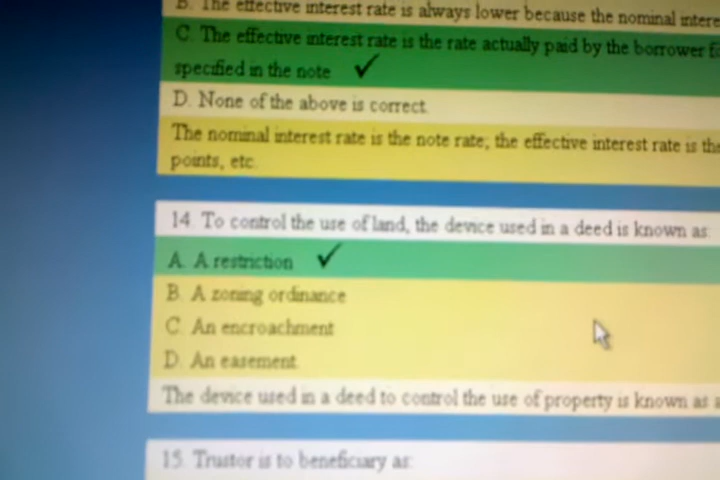 B. The effective interest rate is always lower because the nominal
C. The effective interest rate is the rate actually paid by the borrower
specified in the note ✓
D. None of the above is correct.
The nominal interest rate is the note rate; the effective interest rate is the
points, etc.
14. To control the use of land, the device used in a deed is known as:
A. A restriction ✓
B. A zoning ordinance
C. An encroachment
D. An easement.
The device used in a deed to control the use of property is known as
15. Trustor is to beneficiary as: